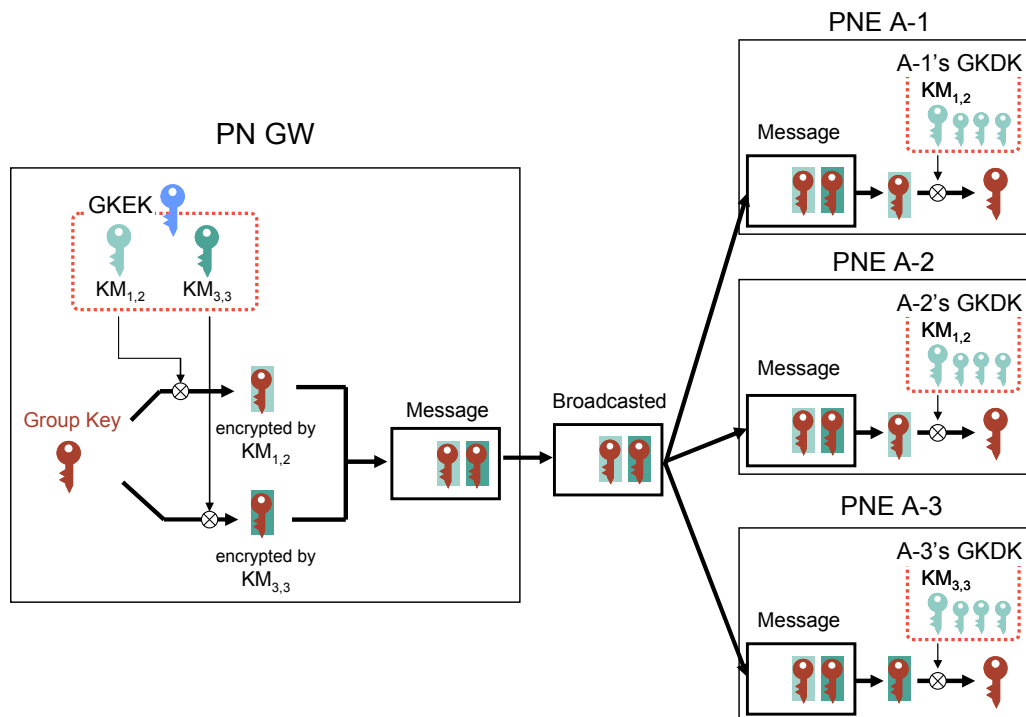 PN GW
GKEK
KM1,2
KM3,3
Group Key
encrypted by
KM1,2
encrypted by
KM3,3
Message
Broadcasted
PNE A-1
A-1's GKDK
KM1,2
Message
PNE A-2
A-2's GKDK
KM1,2
Message
PNE A-3
A-3's GKDK
KM3,3
Message